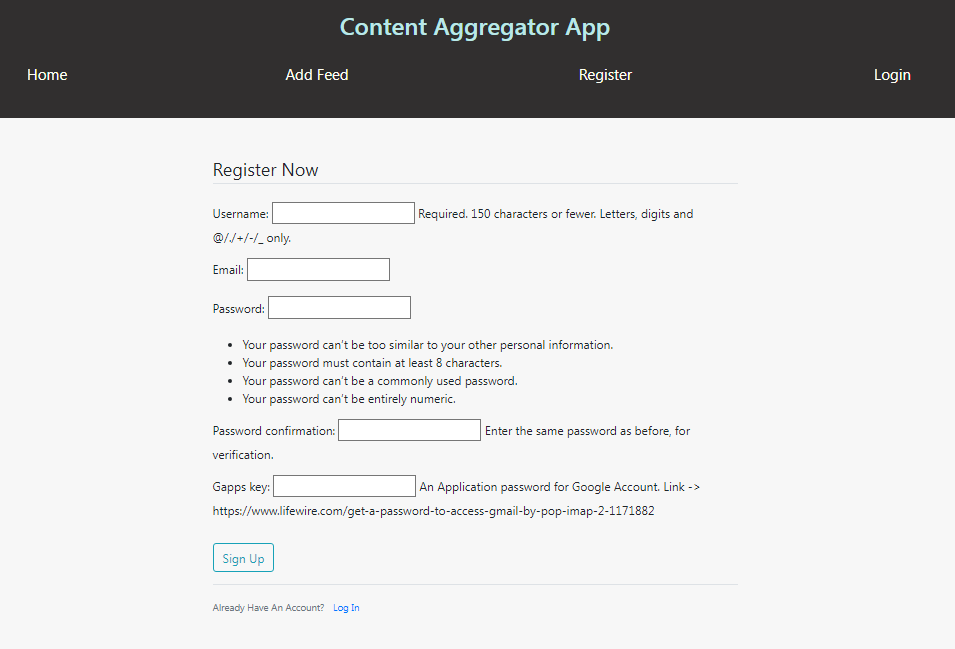 Content Aggregator App
Home Add Feed Register Login
Register Now
Username: Required. 150 characters or fewer. Letters, digits and
@/./+/-/_ only.
Email:
Password:
• Your password can't be too similar to your other personal information.
• Your password must contain at least 8 characters.
• Your password can't be a commonly used password.
• Your password can't be entirely numeric.
Password confirmation: Enter the same password as before, for
verification.
Gapps key: An Application password for Google Account. Link ->
https://www.lifewire.com/get-a-password-to-access-gmail-by-pop-imap-2-1171882
Sign Up
Already Have An Account? Log In